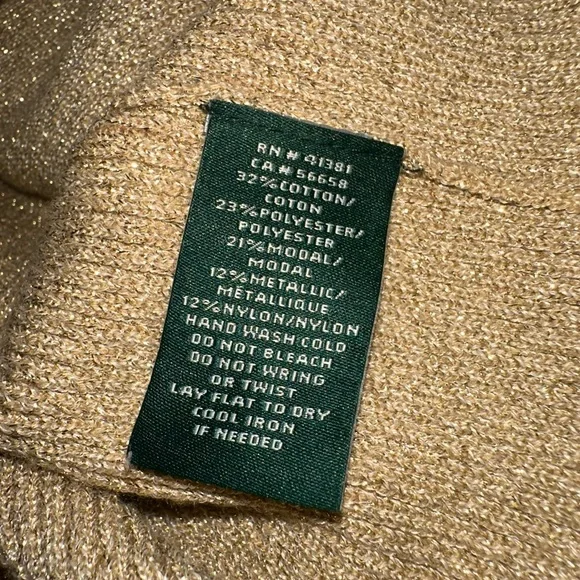 RN # 41381
CA # 56658
32% COTTON/
COTON
23% POLYESTER/
POLYESTER
21% MODAL/
MODAL
12% METALLIC/
MÉTALLIQUE
12% NYLON/NYLON
HAND WASH COLD
DO NOT BLEACH
DO NOT WRING
OR TWIST
LAY FLAT TO DRY
COOL IRON
IF NEEDED